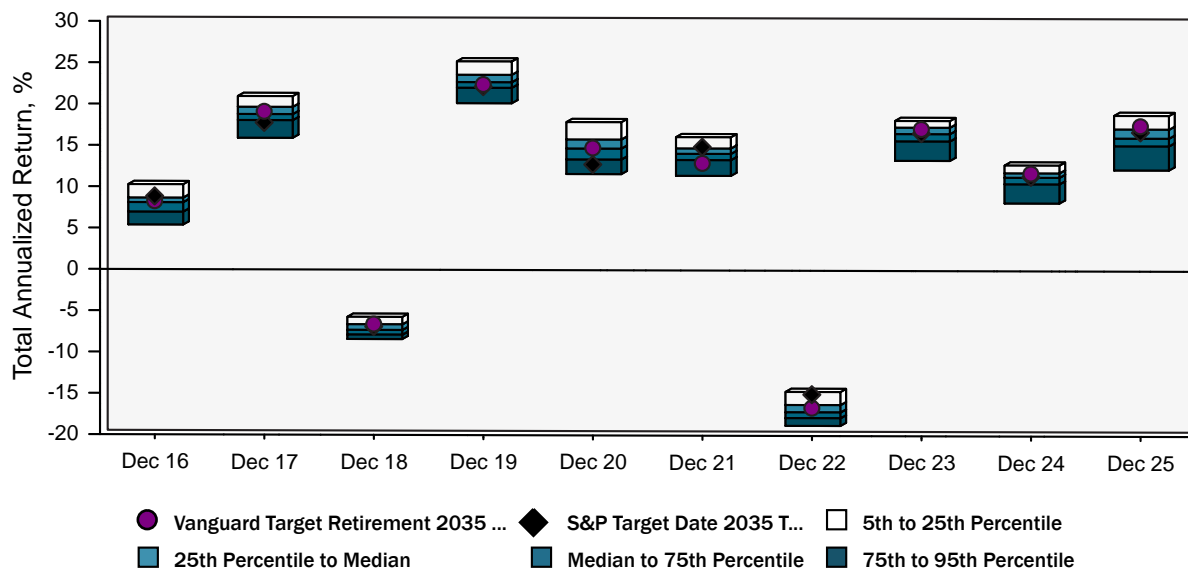 Total Annualized Return, %
30
25
20
15
10
5
0
-5
-10
-15
-20
Dec 16 Dec 17 Dec 18 Dec 19 Dec 20 Dec 21 Dec 22 Dec 23 Dec 24 Dec 25
Vanguard Target Retirement 2035 ... S&P Target Date 2035 T... 5th to 25th Percentile
25th Percentile to Median Median to 75th Percentile 75th to 95th Percentile